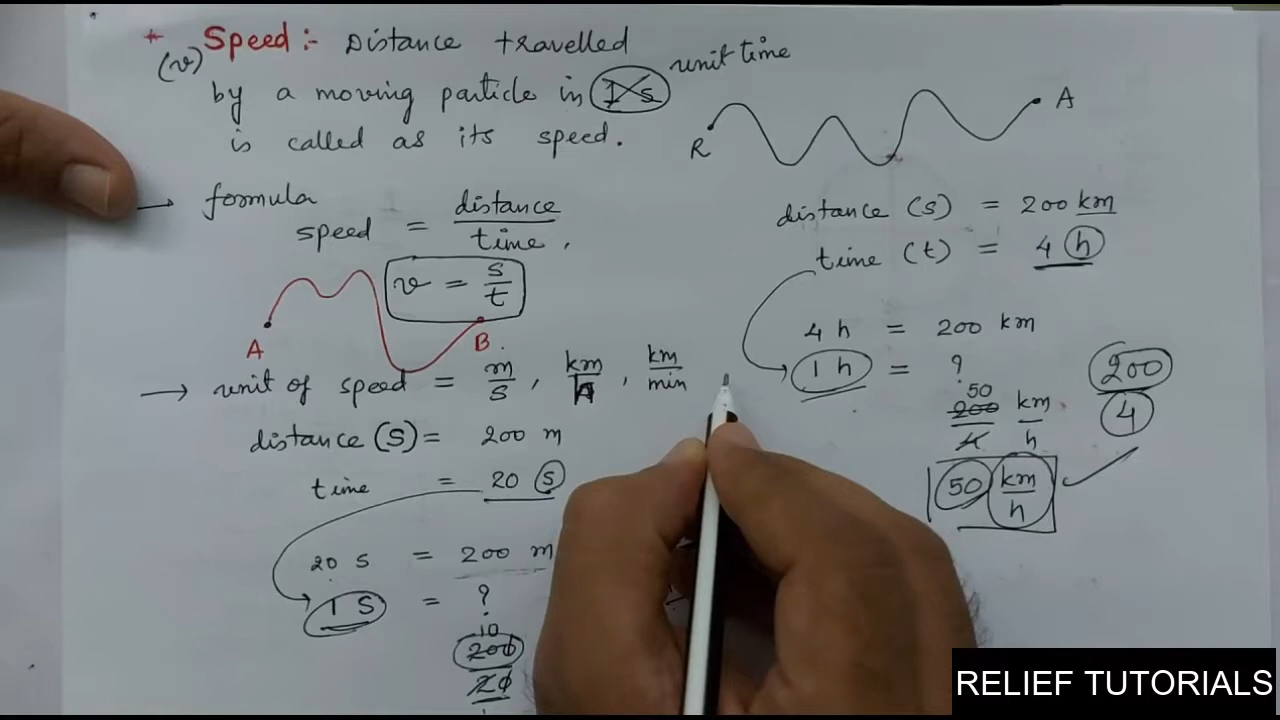 * Speed :- Distance travelled
(v) by a moving particle in 1 s unit time
is called as its speed.
R
A
→ formula
speed = distance / time,
v = s / t
A
B
→ unit of speed = m/s, km/h, km/min
distance (S) = 200 m
time = 20 s
20 s = 200 m
1 S = ?
10
200
20
distance (s) = 200 km
time (t) = 4 h
4 h = 200 km
1 h = ?
50
200 km
4 h
50 km/h
200
4
RELIEF TUTORIALS